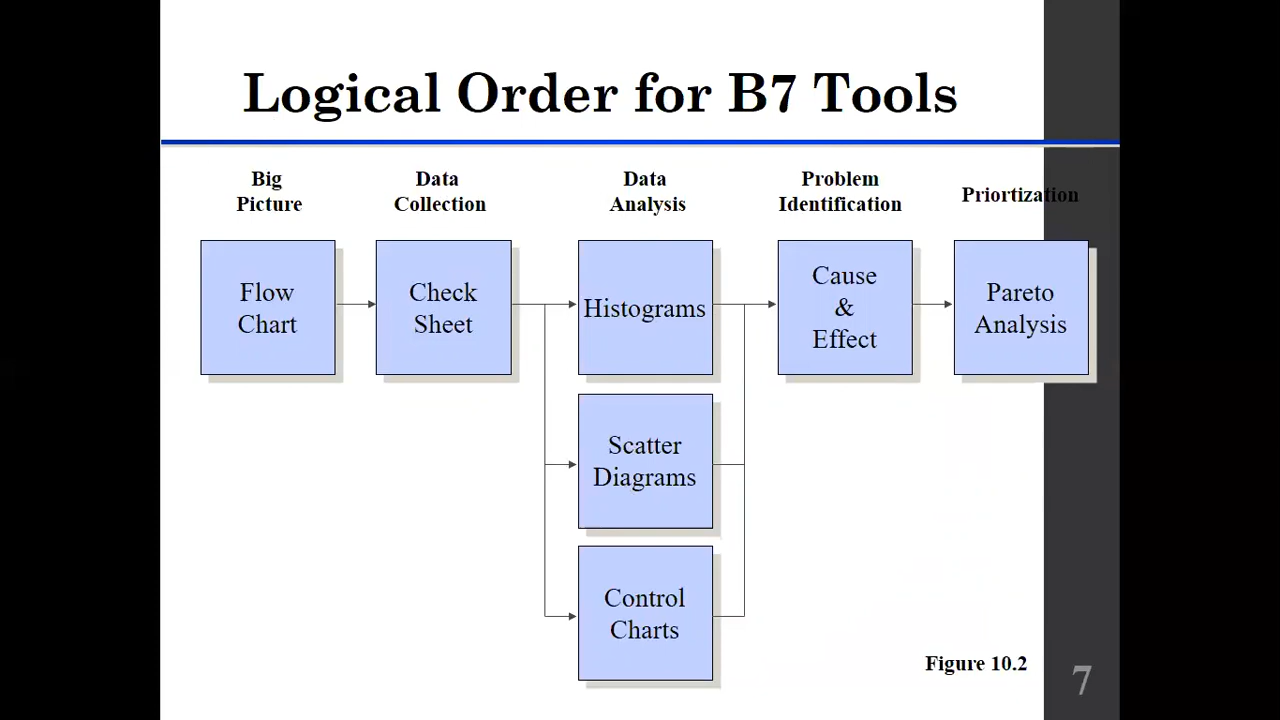 Logical Order for B7 Tools
Big
Picture
Data
Collection
Data
Analysis
Problem
Identification
Priortization
Flow
Chart
Check
Sheet
Histograms
Cause
&
Effect
Pareto
Analysis
Scatter
Diagrams
Control
Charts
Figure 10.2
7